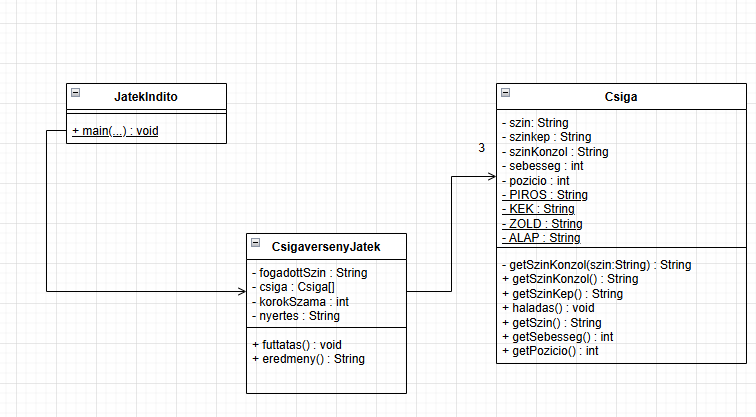 JatekIndito
+ main(...) : void
CsigaversenyJatek
- fogadottSzin : String
- csiga : Csiga[]
- korokSzama : int
- nyertes : String
+ futtatas() : void
+ eredmeny() : String
3
Csiga
- szin: String
- szinkep : String
- szinKonzol : String
- sebesseg : int
- pozicio : int
- PIROS : String
- KEK : String
- ZOLD : String
- ALAP : String
- getSzinKonzol(szin:String) : String
+ getSzinKonzol() : String
+ getSzinKep() : String
+ haladas() : void
+ getSzin() : String
+ getSebesseg() : int
+ getPozicio() : int